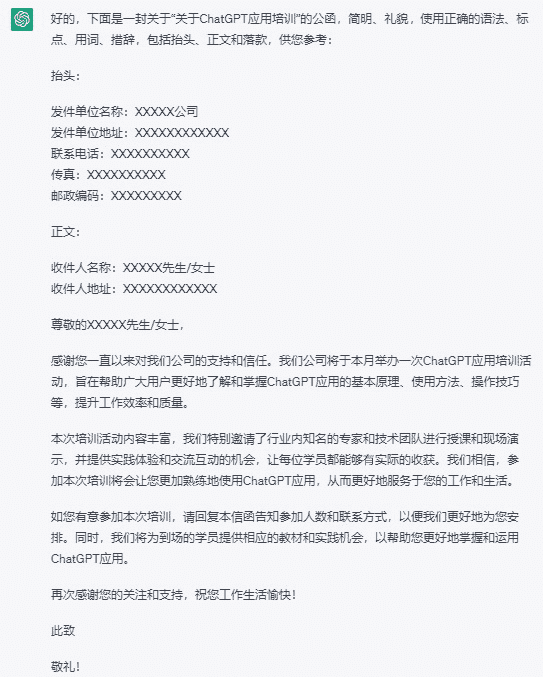 好的，下面是一封关于“关于ChatGPT应用培训”的公函，简明、礼貌，使用正确的语法、标
点、用词、措辞，包括抬头、正文和落款，供您参考：
抬头：
发件单位名称：XXXXX公司
发件单位地址：XXXXXXXXXXXX
联系电话：XXXXXXXXXX
传真：XXXXXXXXXX
邮政编码：XXXXXXXXX
正文：
收件人名称：XXXXX先生/女士
收件人地址：XXXXXXXXXXXX
尊敬的XXXXX先生/女士，
感谢您一直以来对我们公司的支持和信任。我们公司将于本月举办一次ChatGPT应用培训活
动，旨在帮助广大用户更好地了解和掌握ChatGPT应用的基本原理、使用方法、操作技巧
等，提升工作效率和质量。
本次培训活动内容丰富，我们特别邀请了行业内知名的专家和技术团队进行授课和现场演
示，并提供实践体验和交流互动的机会，让每位学员都能够有实际的收获。我们相信，参
加本次培训将会让您更加熟练地使用ChatGPT应用，从而更好地服务于您的工作和生活。
如您有意参加本次培训，请回复本信函告知参加人数和联系方式，以便我们更好地为您安
排。同时，我们将为到场的学员提供相应的教材和实践机会，以帮助您更好地掌握和运用
ChatGPT应用。
再次感谢您的关注和支持，祝您工作生活愉快！
此致
敬礼！